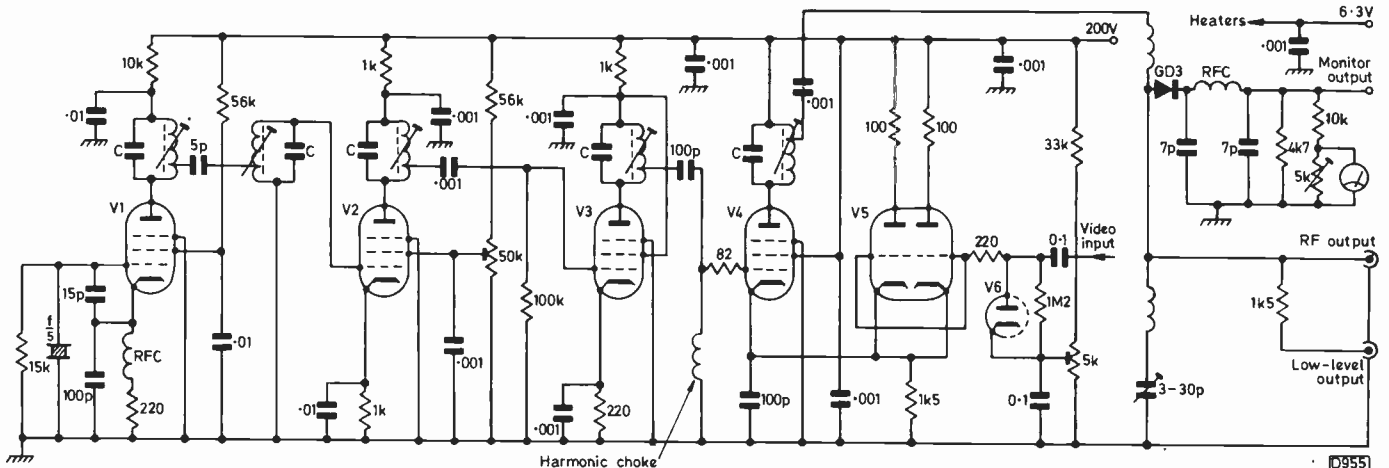 10k
·01
C
5p
C
V1
15p
f/5
15k
100p
RFC
220
56k
·01
1k
·001
C
·001
V2
56k
50k
·01
1k
·001
100k
1k
·001
C
100p
V3
·001
220
82
Harmonic choke
·001
C
V4
·001
100
100
V5
220
100p
·001
1k5
V6
0·1
Video
input
1M2
0·1
200V
·001
33k
5k
Heaters
6·3V
·001
GD3
RFC
Monitor
output
7p
7p
4k7
10k
5k
RF output
1k5
Low-level
output
3-30p
D955